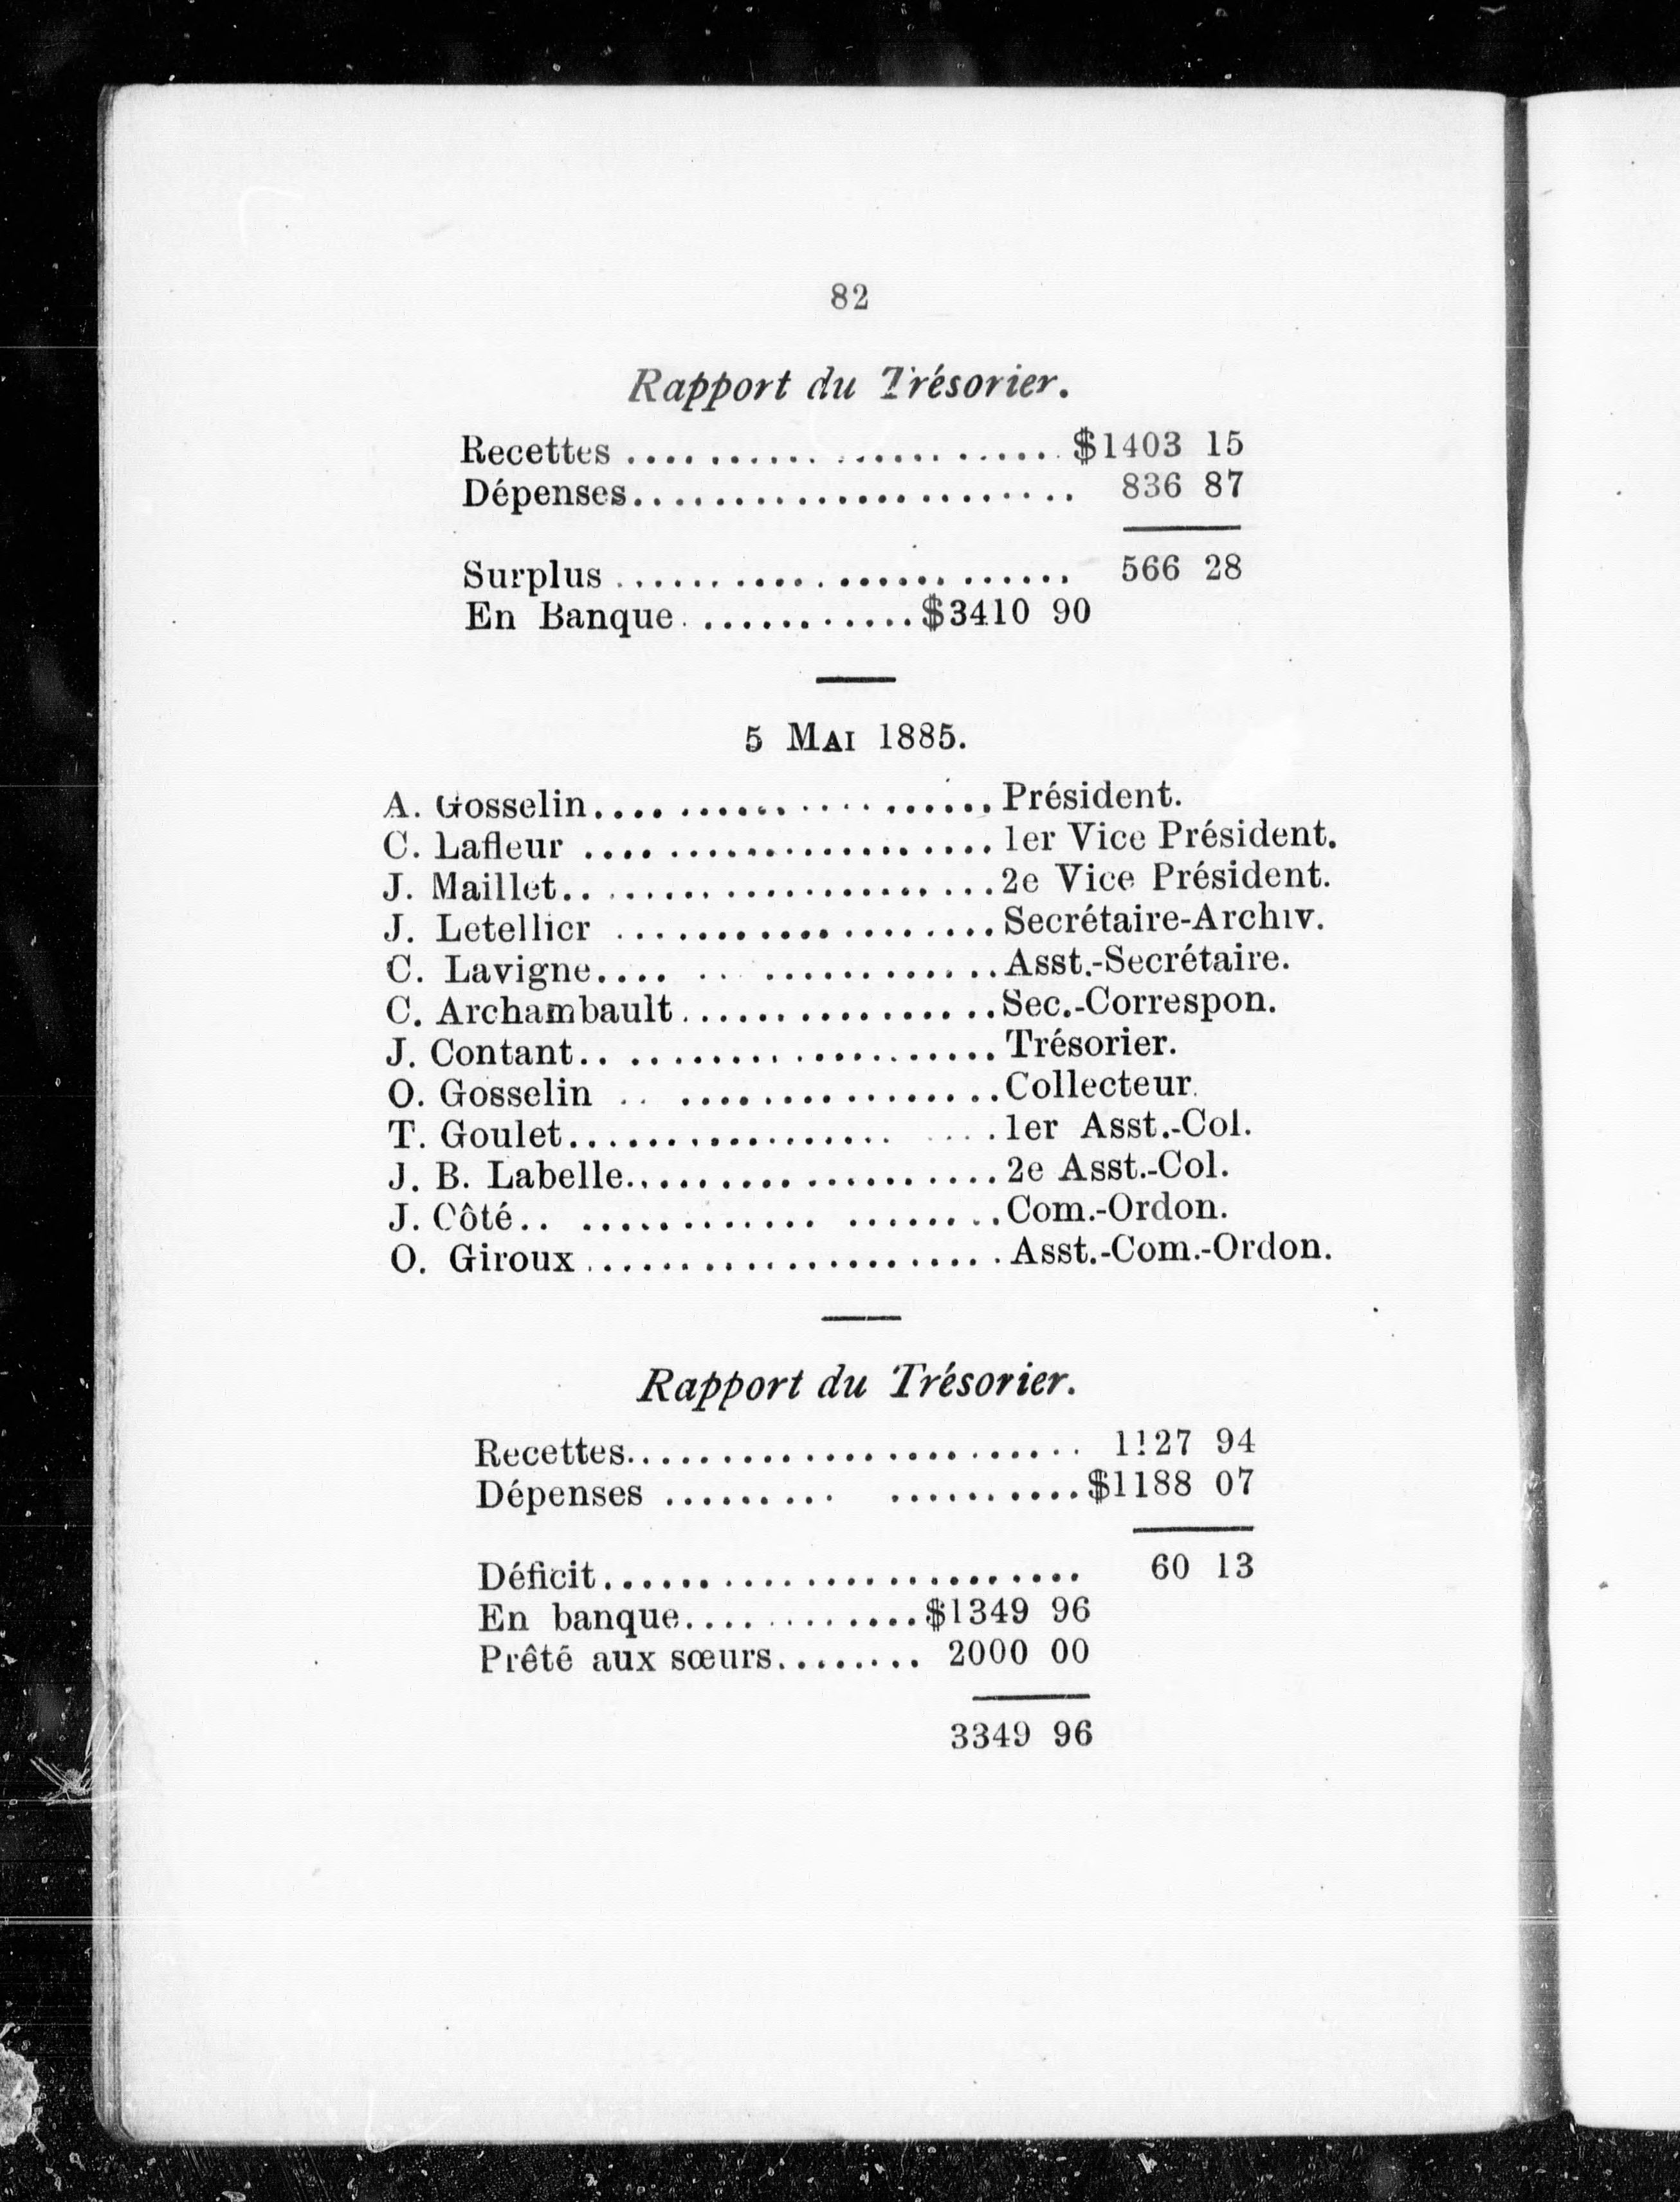 82
Rapport du Trésorier.
Recettes .......... ...... ..... $1403 15
Dépenses...................... 836 87
Surplus ........... ...... ...... 566 28
En Banque. ...........$3410 90
5 MAI 1885.
A. Gosselin.... ....................Président.
C. Lafleur .... ....................1er Vice Président.
J. Maillet.. ....................2e Vice Président.
J. Letellier ...................Secrétaire-Archiv.
C. Lavigne.... .. ............Asst.-Secrétaire.
C. Archambault................Sec.-Correspon.
J. Contant.. ..................Trésorier.
O. Gosselin .. ................Collecteur.
T. Goulet................ ....1er Asst.-Col.
J. B. Labelle...................2e Asst.-Col.
J. Côté.. ............ ........Com.-Ordon.
O. Giroux.....................Asst.-Com.-Ordon.
Rapport du Trésorier.
Recettes....................... 1127 94
Dépenses ......... ..........$1188 07
Déficit........................ 60 13
En banque............$1349 96
Prêté aux sœurs........ 2000 00
3349 96